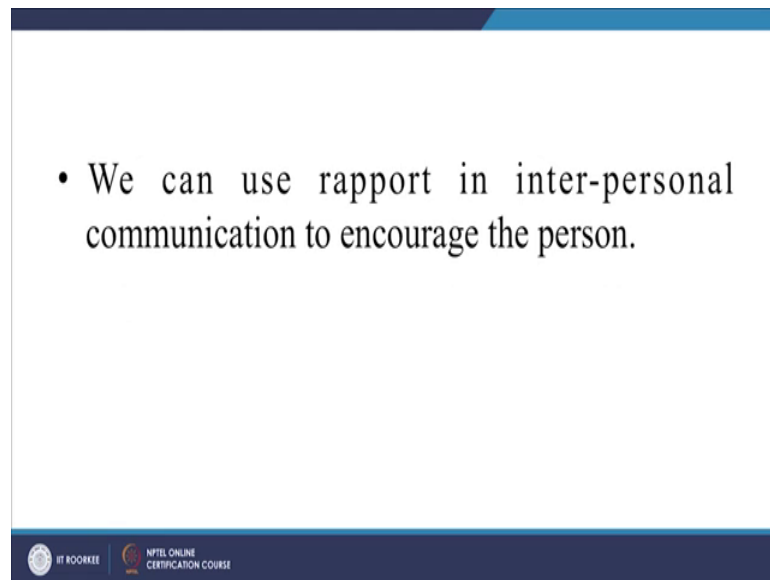 • We can use rapport in inter-personal
communication to encourage the person.
IIT ROORKEE
NPTEL ONLINE
CERTIFICATION COURSE